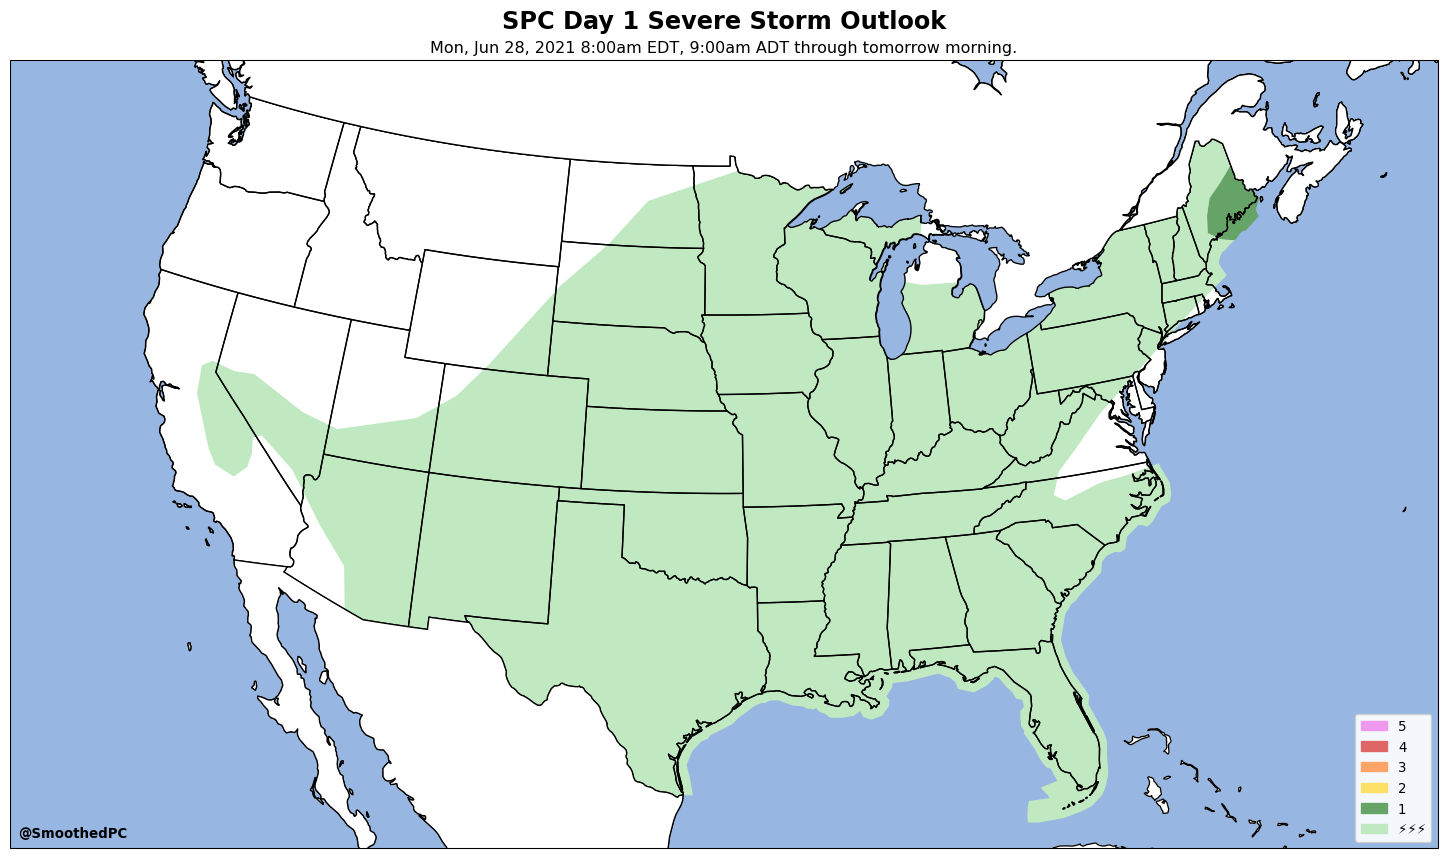 SPC Day 1 Severe Storm Outlook
Mon, Jun 28, 2021 8:00am EDT, 9:00am ADT through tomorrow morning.
5
4
3
2
1
⚡⚡⚡
@SmoothedPC